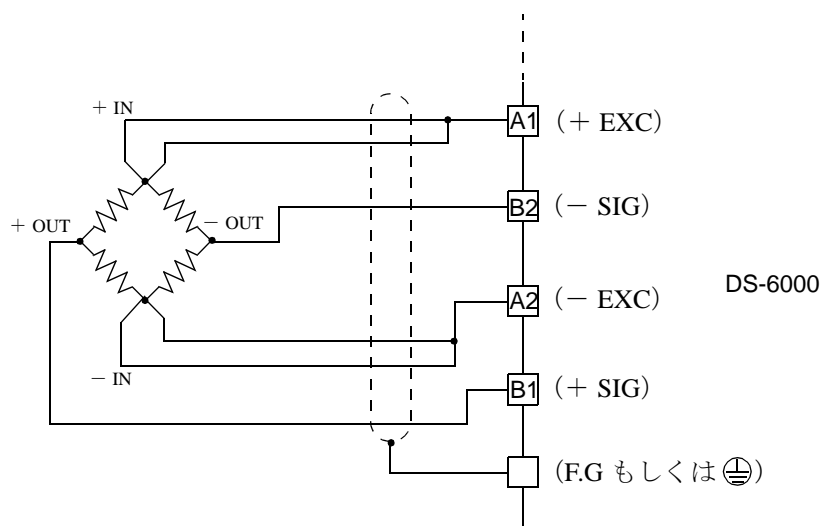 + IN
A1 (+ EXC)
+ OUT
- OUT
B2 (- SIG)
A2 (- EXC)
DS-6000
- IN
B1 (+ SIG)
(F.G もしくは ⏚)